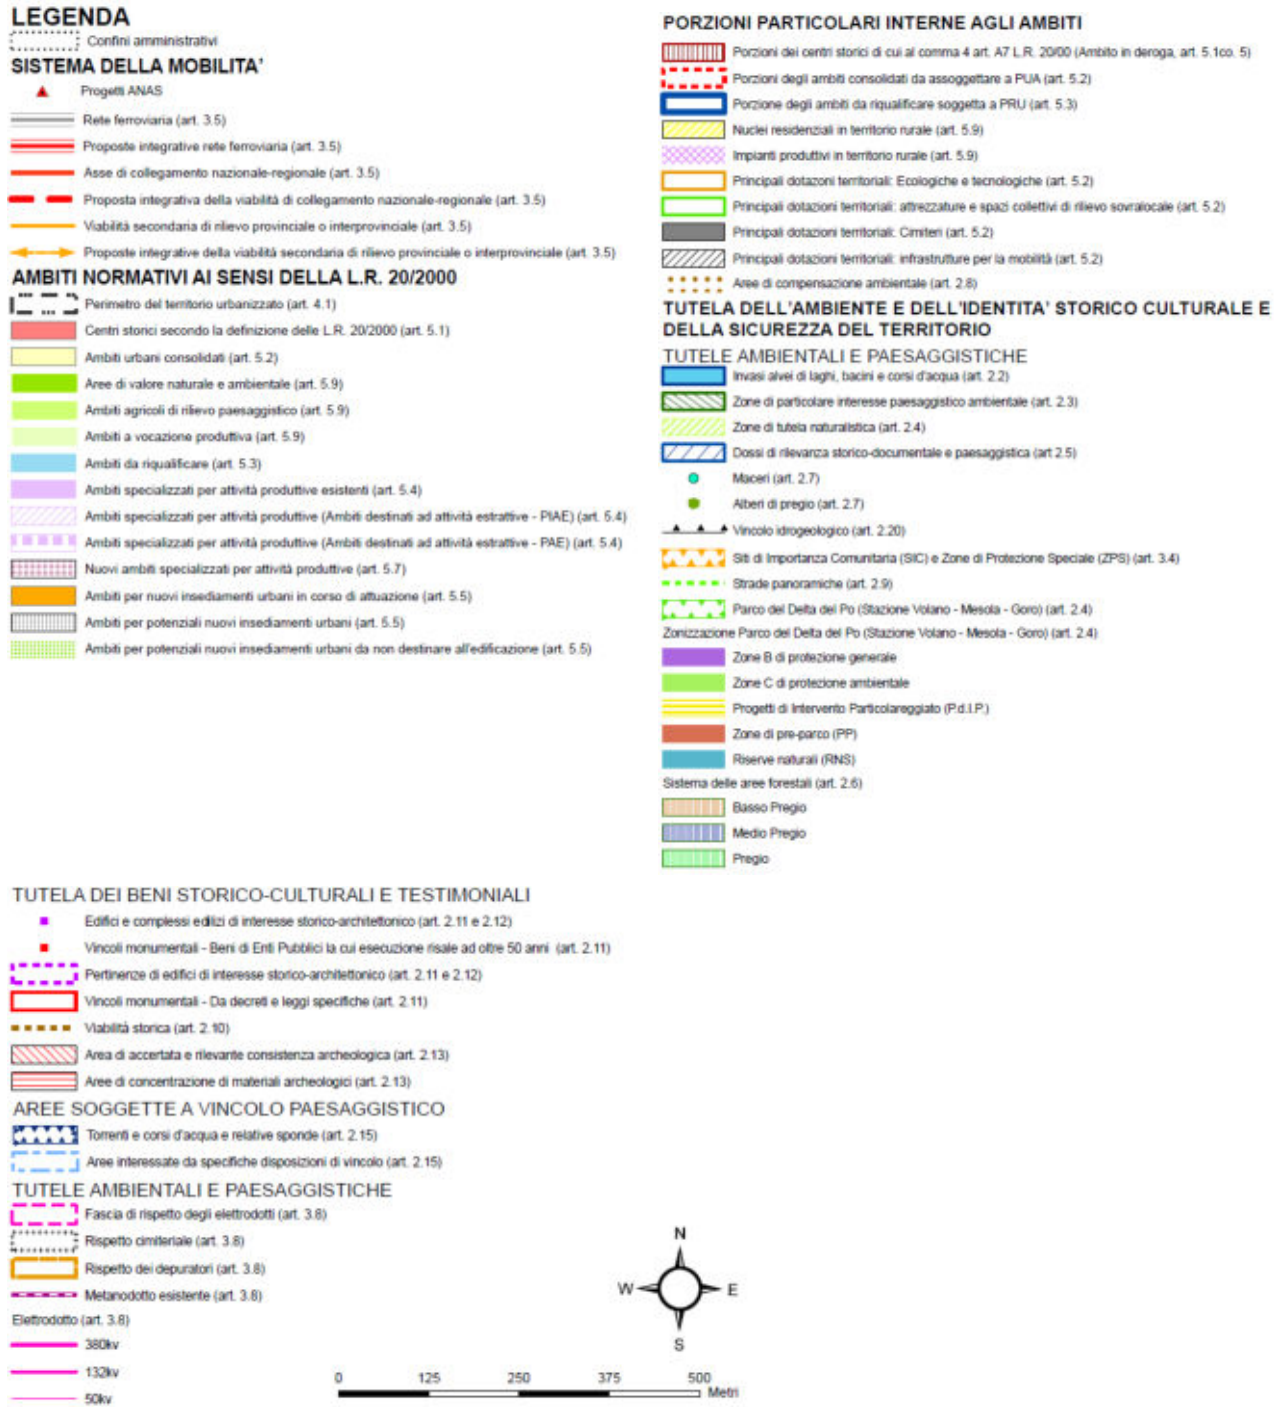 LEGENDA
Confini amministrativi
SISTEMA DELLA MOBILITA'
Progetti ANAS
Rete ferroviaria (art. 3.5)
Proposte integrative rete ferroviaria (art. 3.5)
Asse di collegamento nazionale-regionale (art. 3.5)
Proposta integrativa della viabilità di collegamento nazionale-regionale (art. 3.5)
Viabilità secondaria di rilievo provinciale o interprovinciale (art. 3.5)
Proposte integrative della viabilità secondaria di rilievo provinciale o interprovinciale (art. 3.5)
AMBITI NORMATIVI AI SENSI DELLA L.R. 20/2000
Perimetro del territorio urbanizzato (art. 4.1)
Centri storici secondo la definizione delle L.R. 20/2000 (art. 5.1)
Ambiti urbani consolidati (art. 5.2)
Aree di valore naturale e ambientale (art. 5.9)
Ambiti agricoli di rilievo paesaggistico (art. 5.9)
Ambiti a vocazione produttiva (art. 5.9)
Ambiti da riqualificare (art. 5.3)
Ambiti specializzati per attività produttive esistenti (art. 5.4)
Ambiti specializzati per attività produttive (Ambiti destinati ad attività estrattive - PIAE) (art. 5.4)
Ambiti specializzati per attività produttive (Ambiti destinati ad attività estrattive - PAE) (art. 5.4)
Nuovi ambiti specializzati per attività produttive (art. 5.7)
Ambiti per nuovi insediamenti urbani in corso di attuazione (art. 5.5)
Ambiti per potenziali nuovi insediamenti urbani (art. 5.5)
Ambiti per potenziali nuovi insediamenti urbani da non destinare all'edificazione (art. 5.5)
PORZIONI PARTICOLARI INTERNE AGLI AMBITI
Porzioni dei centri storici di cui al comma 4 art. A7 L.R. 20/00 (Ambito in deroga, art. 5.1co. 5)
Porzioni degli ambiti consolidati da assoggettare a PUA (art. 5.2)
Porzione degli ambiti da riqualificare soggetta a PRU (art. 5.3)
Nuclei residenziali in territorio rurale (art. 5.9)
Impianti produttivi in territorio rurale (art. 5.9)
Principali dotazoni territoriali: Ecologiche e tecnologiche (art. 5.2)
Principali dotazioni territoriali: attrezzature e spazi collettivi di rilievo sovralocale (art. 5.2)
Principali dotazioni territoriali: Cimiteri (art. 5.2)
Principali dotazioni territoriali: infrastrutture per la mobilità (art. 5.2)
Aree di compensazione ambientale (art. 2.8)
TUTELA DELL'AMBIENTE E DELL'IDENTITA' STORICO CULTURALE E
DELLA SICUREZZA DEL TERRITORIO
TUTELE AMBIENTALI E PAESAGGISTICHE
Invasi alvei di laghi, bacini e corsi d'acqua (art. 2.2)
Zone di particolare interesse paesaggistico ambientale (art. 2.3)
Zone di tutela naturalistica (art. 2.4)
Dossi di rilevanza storico-documentale e paesaggistica (art 2.5)
Maceri (art. 2.7)
Alberi di pregio (art. 2.7)
Vincolo idrogeologico (art. 2.20)
Siti di Importanza Comunitaria (SIC) e Zone di Protezione Speciale (ZPS) (art. 3.4)
Strade panoramiche (art. 2.9)
Parco del Delta del Po (Stazione Volano - Mesola - Goro) (art. 2.4)
Zonizzazione Parco del Delta del Po (Stazione Volano - Mesola - Goro) (art. 2.4)
Zone B di protezione generale
Zone C di protezione ambientale
Progetti di Intervento Particolareggiato (P.d.I.P.)
Zone di pre-parco (PP)
Riserve naturali (RNS)
Sistema delle aree forestali (art. 2.6)
Basso Pregio
Medio Pregio
Pregio
TUTELA DEI BENI STORICO-CULTURALI E TESTIMONIALI
Edifici e complessi edilizi di interesse storico-architettonico (art. 2.11 e 2.12)
Vincoli monumentali - Beni di Enti Pubblici la cui esecuzione risale ad oltre 50 anni (art. 2.11)
Pertinenze di edifici di interesse storico-architettonico (art. 2.11 e 2.12)
Vincoli monumentali - Da decreti e leggi specifiche (art. 2.11)
Viabilità storica (art. 2.10)
Area di accertata e rilevante consistenza archeologica (art. 2.13)
Aree di concentrazione di materiali archeologici (art. 2.13)
AREE SOGGETTE A VINCOLO PAESAGGISTICO
Torrenti e corsi d'acqua e relative sponde (art. 2.15)
Aree interessate da specifiche disposizioni di vincolo (art. 2.15)
TUTELE AMBIENTALI E PAESAGGISTICHE
Fascia di rispetto degli elettrodotti (art. 3.8)
Rispetto cimiteriale (art. 3.8)
Rispetto dei depuratori (art. 3.8)
Metanodotto esistente (art. 3.8)
Elettrodotto (art. 3.8)
380kv
132kv
50kv
N
W E
S
0 125 250 375 500
Metri